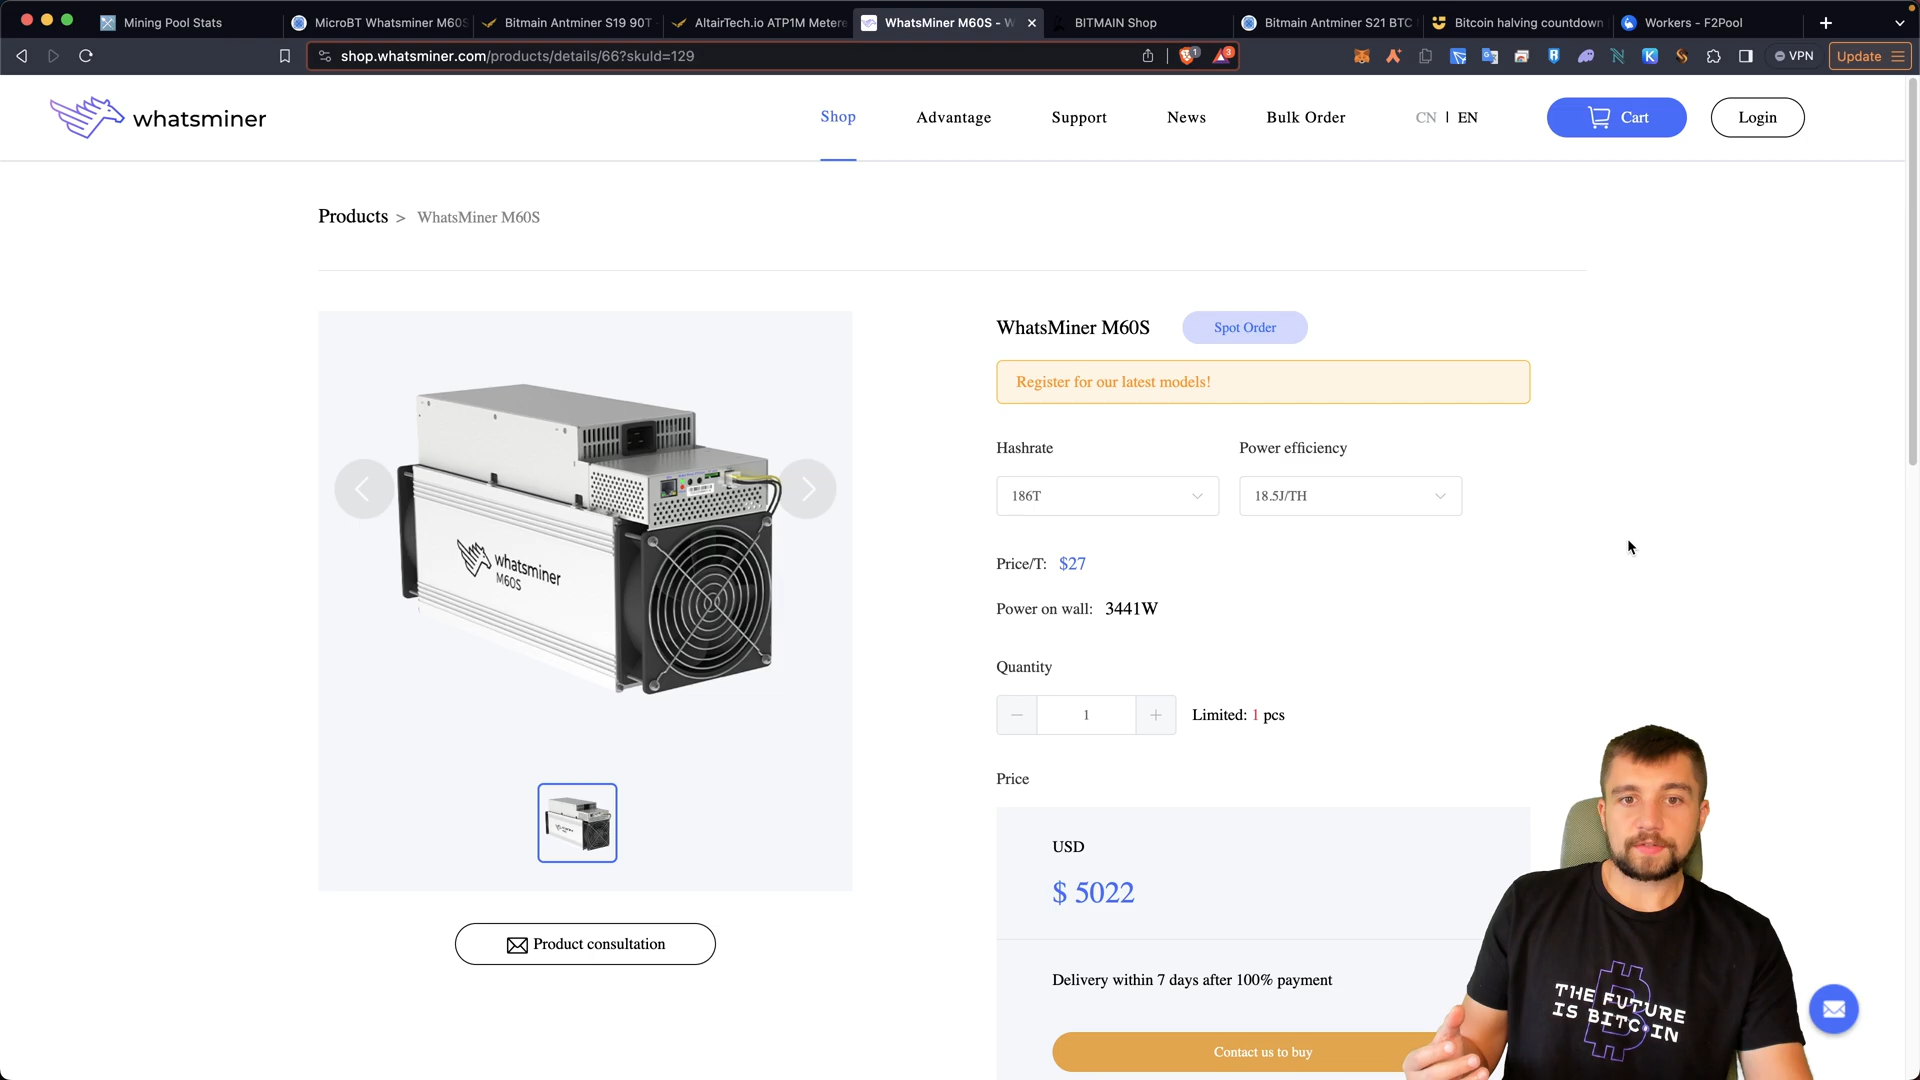 Mining Pool Stats
MicroBT Whatsminer M60S
Bitmain Antminer S19 90T
AltairTech.io ATP1M Metere
WhatsMiner M60S - W
BITMAIN Shop
Bitmain Antminer S21 BTC
Bitcoin halving countdown
Workers - F2Pool
shop.whatsminer.com/products/details/66?skuId=129
1
3
VPN
Update
whatsminer
Shop
Advantage
Support
News
Bulk Order
CN | EN
Cart
Login
Products > WhatsMiner M60S
WhatsMiner M60S
Spot Order
Register for our latest models!
Hashrate
Power efficiency
186T
18.5J/TH
Price/T: $27
Power on wall: 3441W
Quantity
1
Limited: 1 pcs
Price
USD
$ 5022
Delivery within 7 days after 100% payment
Contact us to buy
whatsminer
M60S
Product consultation
THE FUTURE
IS BITCOIN